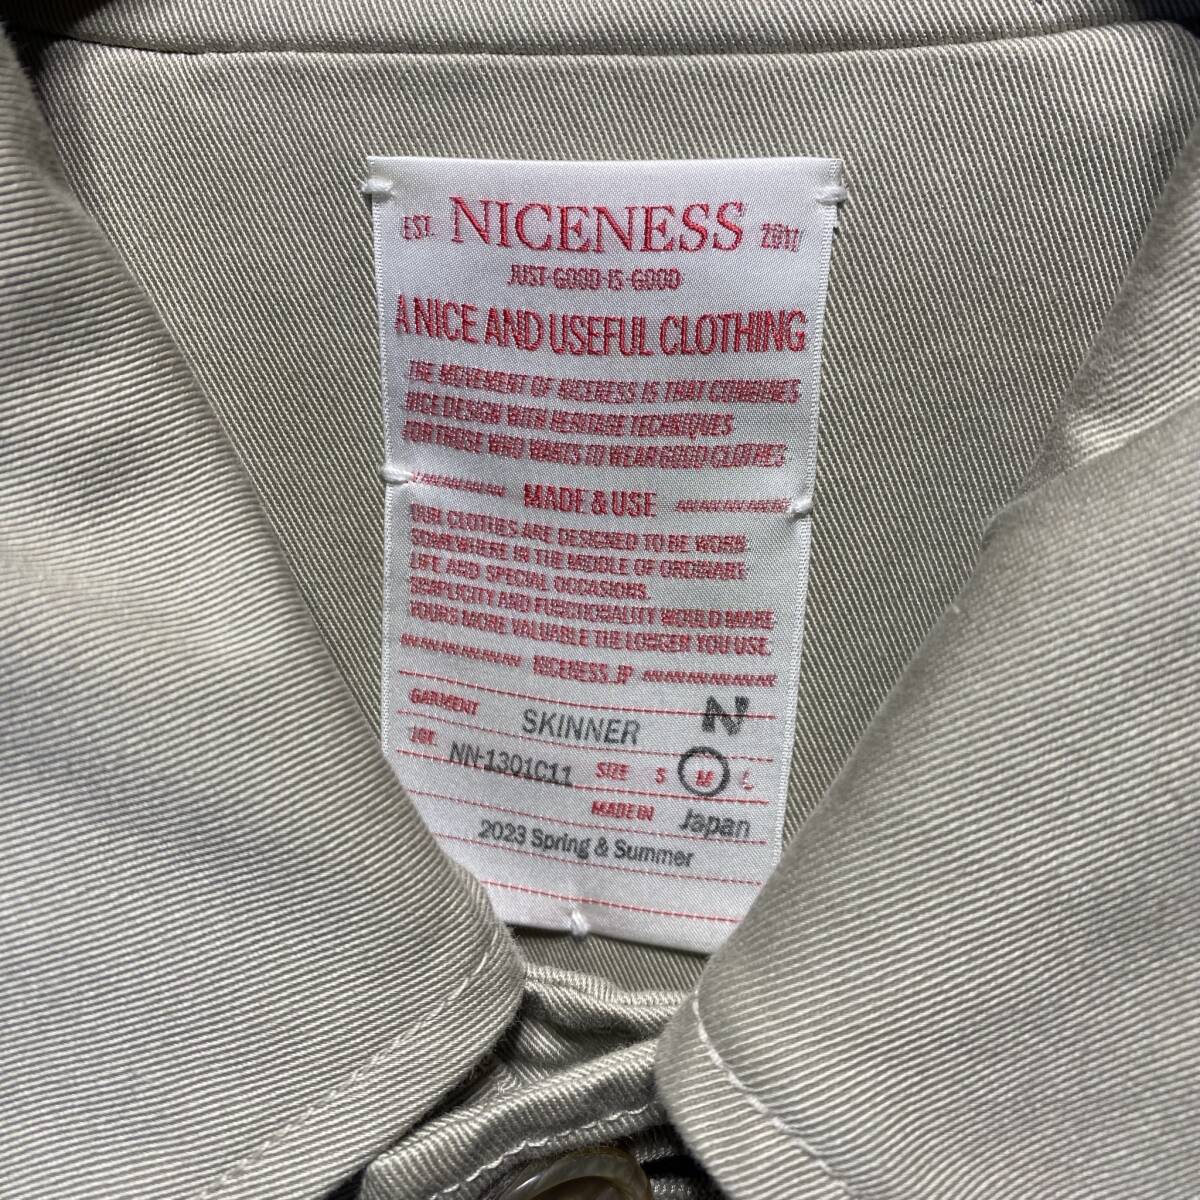 EST. NICENESS
JUST GOOD IS GOOD
A NICE AND USEFUL CLOTHING
THE MOVEMENT OF NICENESS IS THAT COMBINES
NICE DESIGN WITH HERITAGE TECHNIQUES
FOR THOSE WHO WANTS TO WEAR GOOD CLOTHES
MADE & USE
OUR CLOTHES ARE DESIGNED TO BE WORN
SOMEWHERE IN THE MIDDLE OF ORDINARY
LIFE AND SPECIAL OCCASIONS.
SIMPLICITY AND FUNCTIONALITY WOULD MAKE
YOURS MORE VALUABLE THE LONGER YOU USE.
NICENESS.JP
GARMENT SKINNER N
LOT. NN-1301C11 SIZE S M L
MADE IN Japan
2023 Spring & Summer